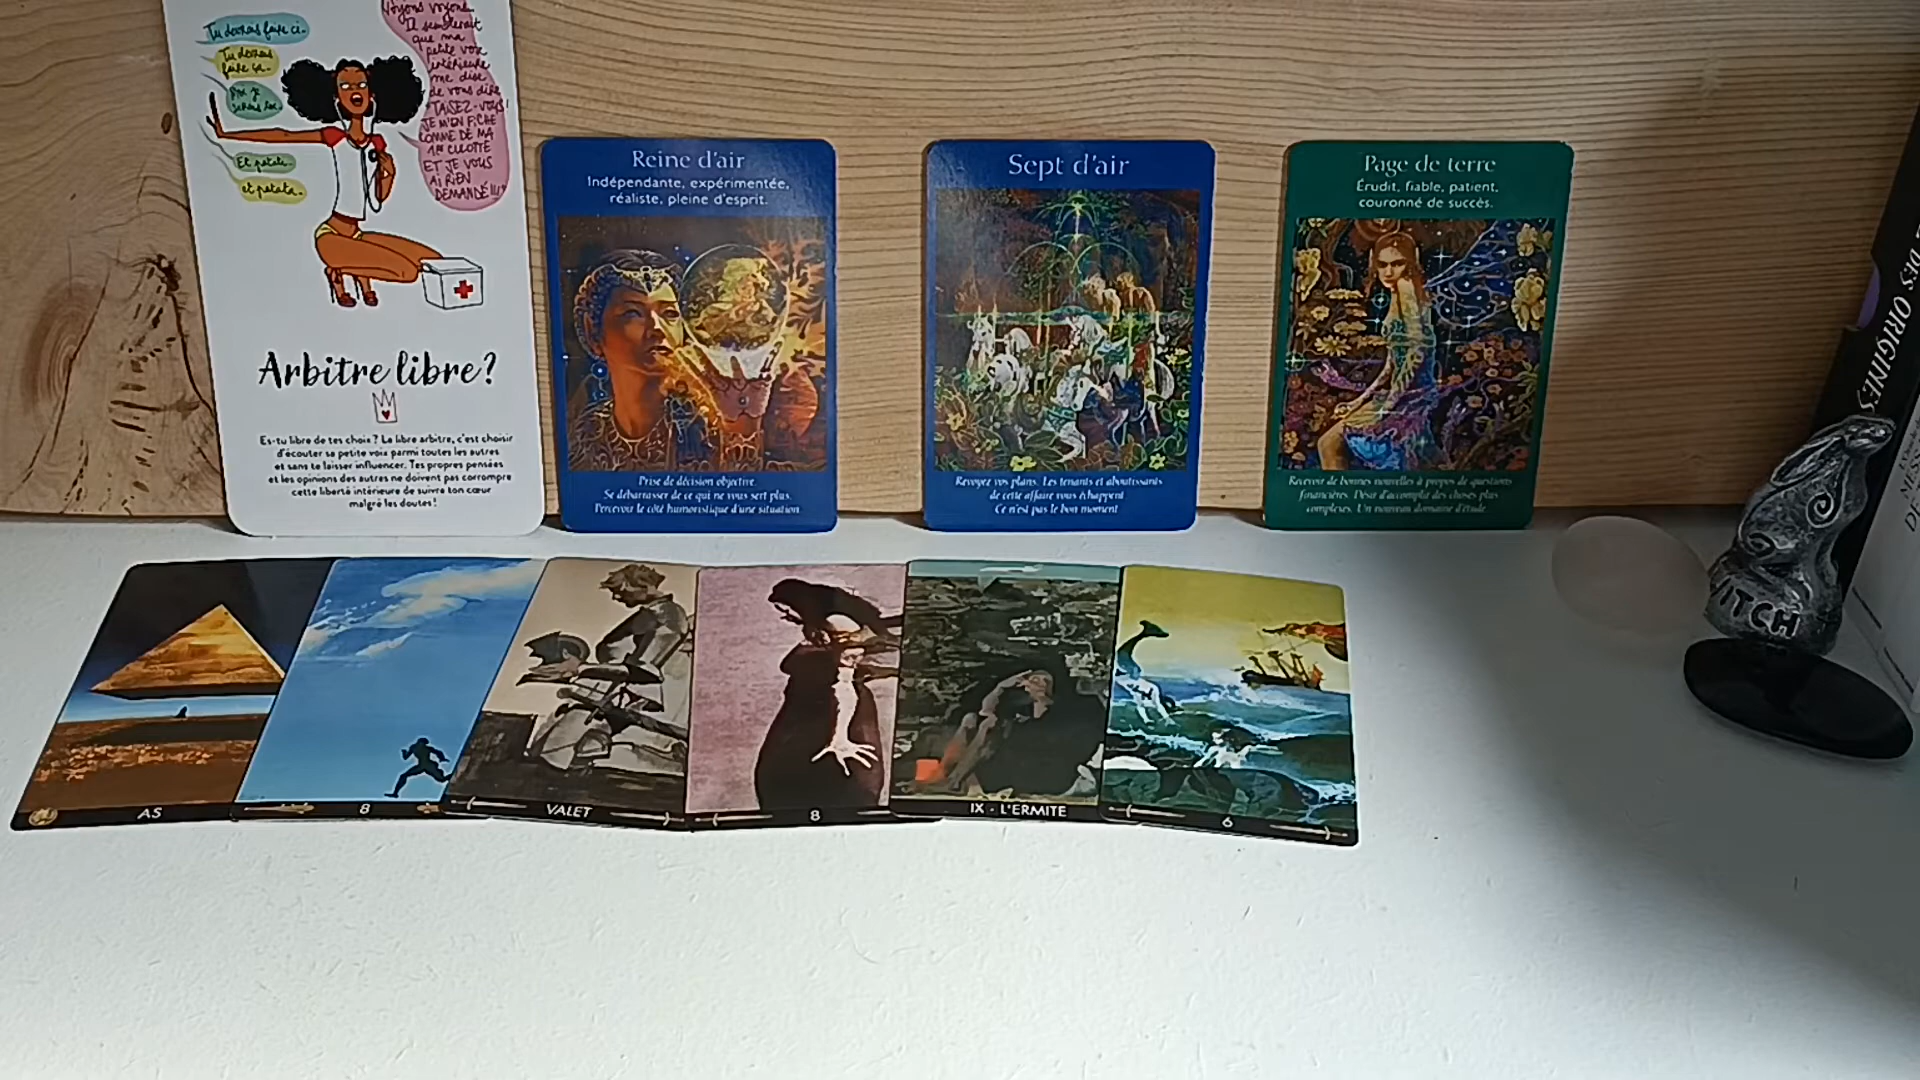 Tu devrais faire ci..
Tu devrais
faire ça..
Et patati..
et patata..
Voyons voyons..
Il semblerait
que ma
petite voix
intérieure
me dise
de vous dire
"TAISEZ-VOUS!
JE M'EN FICHE
COMME DE MA
1ère CULOTTE
ET JE VOUS
AI RIEN
DEMANDÉ!!!"
Arbitre libre?
Es-tu libre de tes choix ? Le libre arbitre, c'est choisir
d'écouter sa petite voix parmi toutes les autres
et sans te laisser influencer. Tes propres pensées
et les opinions des autres ne doivent pas corrompre
cette liberté intérieure de suivre ton cœur
malgré les doutes!
Reine d'air
Indépendante, expérimentée,
réaliste, pleine d'esprit.
Prise de décision objective.
Se débarrasser de ce qui ne vous sert plus.
Percevoir le côté humoristique d'une situation
Sept d'air
Revoyez vos plans. Les tenants et aboutissants
de cette affaire vous échappent
Ce n'est pas le bon moment
Page de terre
Érudit, fiable, patient,
couronné de succès.
Recevoir de bonnes nouvelles à propos de questions
financières. Désir d'accomplir des choses plus
complexes. Un nouveau domaine d'étude
AS
8
VALET
8
IX - L'ERMITE
6
DES ORIGINES
WITCH